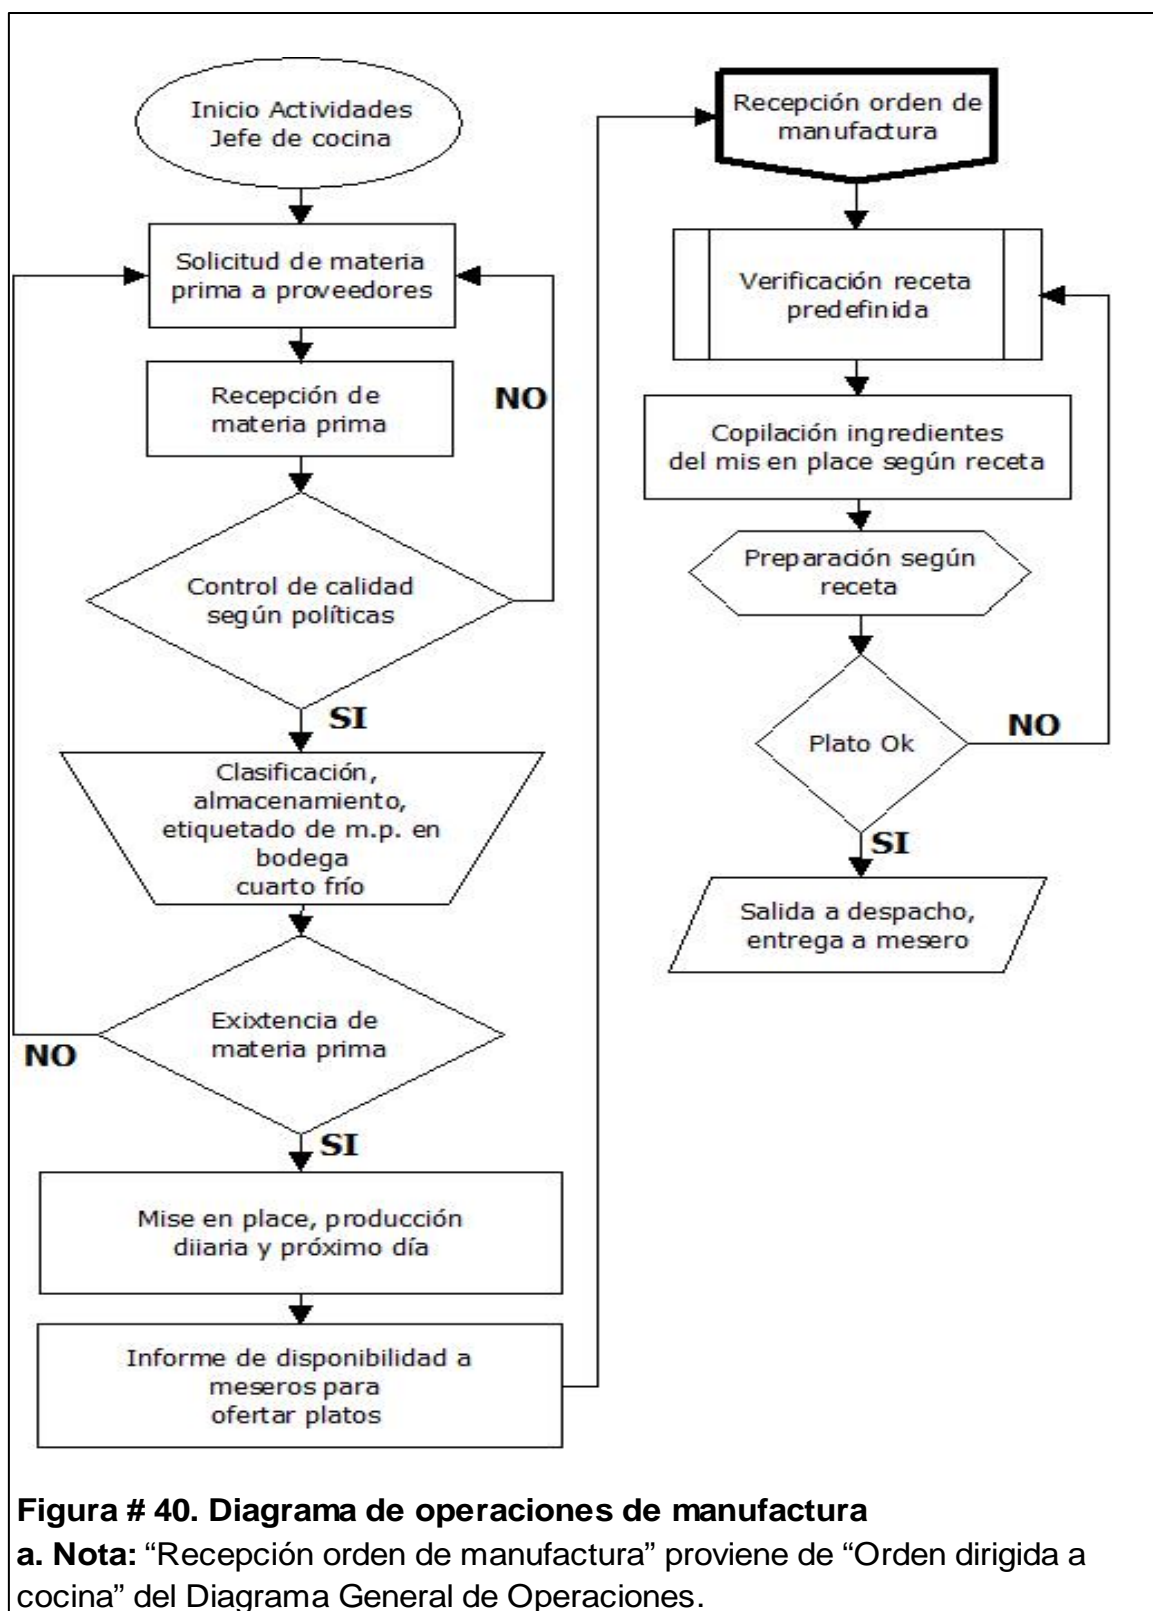 Inicio Actividades
Jefe de cocina
Solicitud de materia
prima a proveedores
Recepción de
materia prima
NO
Control de calidad
según políticas
SI
Clasificación,
almacenamiento,
etiquetado de m.p. en
bodega
cuarto frío
Exixtencia de
materia prima
NO
SI
Mise en place, producción
diiaria y próximo día
Informe de disponibilidad a
meseros para
ofertar platos
Recepción orden de
manufactura
Verificación receta
predefinida
Copilación ingredientes
del mis en place según receta
Preparación según
receta
Plato Ok
NO
SI
Salida a despacho,
entrega a mesero
Figura # 40. Diagrama de operaciones de manufactura
a. Nota: “Recepción orden de manufactura” proviene de “Orden dirigida a
cocina” del Diagrama General de Operaciones.